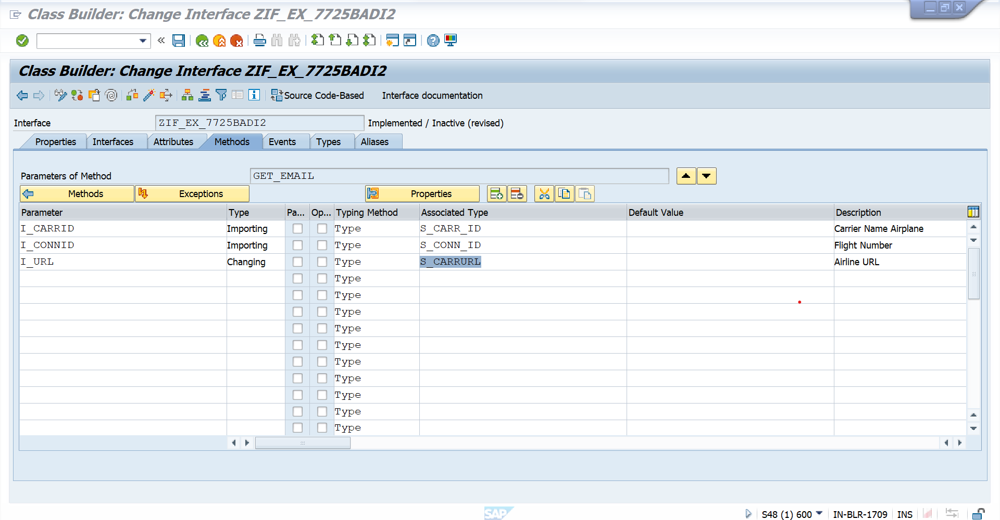 Class Builder: Change Interface ZIF_EX_7725BADI2
Class Builder: Change Interface ZIF_EX_7725BADI2
Source Code-Based Interface documentation
Interface ZIF_EX_7725BADI2 Implemented / Inactive (revised)
Properties Interfaces Attributes Methods Events Types Aliases
Parameters of Method GET_EMAIL
Methods Exceptions Properties
Parameter Type Pa... Op... Typing Method Associated Type Default Value Description
I_CARRID Importing Type S_CARR_ID Carrier Name Airplane
I_CONNID Importing Type S_CONN_ID Flight Number
I_URL Changing Type S_CARRURL Airline URL
Type
Type
Type
Type
Type
Type
Type
Type
Type
Type
SAP S48 (1) 600 IN-BLR-1709 INS